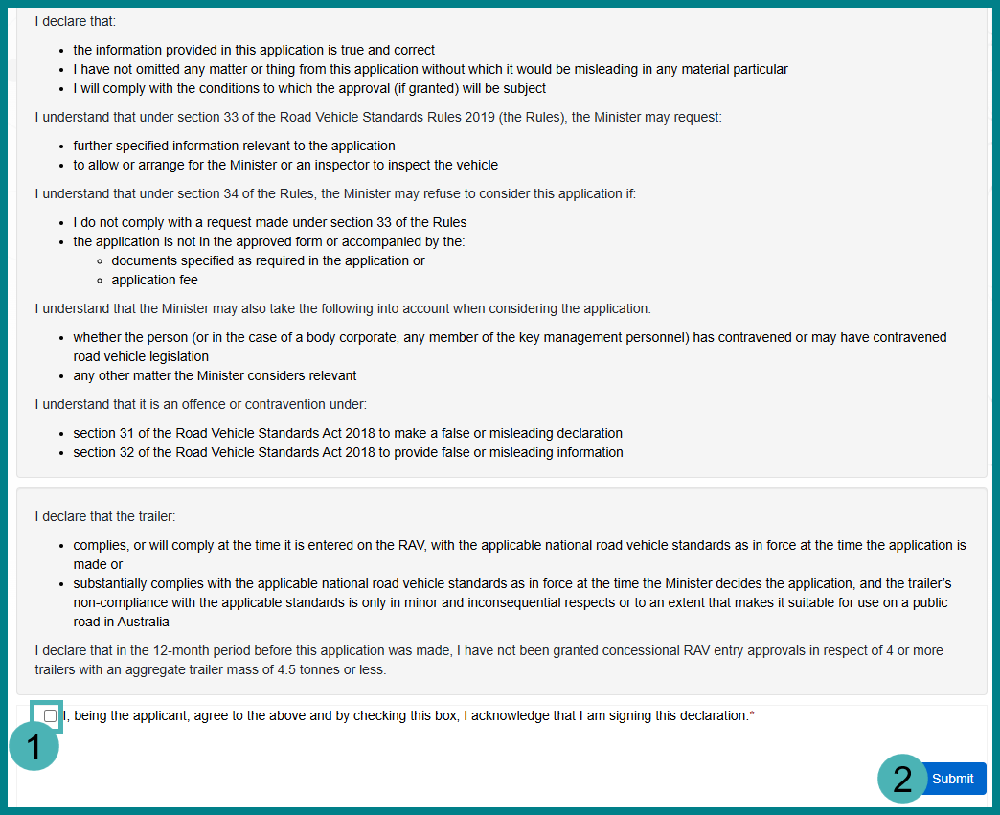 I declare that:
• the information provided in this application is true and correct
• I have not omitted any matter or thing from this application without which it would be misleading in any material particular
• I will comply with the conditions to which the approval (if granted) will be subject
I understand that under section 33 of the Road Vehicle Standards Rules 2019 (the Rules), the Minister may request:
• further specified information relevant to the application
• to allow or arrange for the Minister or an inspector to inspect the vehicle
I understand that under section 34 of the Rules, the Minister may refuse to consider this application if:
• I do not comply with a request made under section 33 of the Rules
• the application is not in the approved form or accompanied by the:
◦ documents specified as required in the application or
◦ application fee
I understand that the Minister may also take the following into account when considering the application:
• whether the person (or in the case of a body corporate, any member of the key management personnel) has contravened or may have contravened
road vehicle legislation
• any other matter the Minister considers relevant
I understand that it is an offence or contravention under:
• section 31 of the Road Vehicle Standards Act 2018 to make a false or misleading declaration
• section 32 of the Road Vehicle Standards Act 2018 to provide false or misleading information
I declare that the trailer:
• complies, or will comply at the time it is entered on the RAV, with the applicable national road vehicle standards as in force at the time the application is
made or
• substantially complies with the applicable national road vehicle standards as in force at the time the Minister decides the application, and the trailer's
non-compliance with the applicable standards is only in minor and inconsequential respects or to an extent that makes it suitable for use on a public
road in Australia
I declare that in the 12-month period before this application was made, I have not been granted concessional RAV entry approvals in respect of 4 or more
trailers with an aggregate trailer mass of 4.5 tonnes or less.
I, being the applicant, agree to the above and by checking this box, I acknowledge that I am signing this declaration.*
1
2 Submit